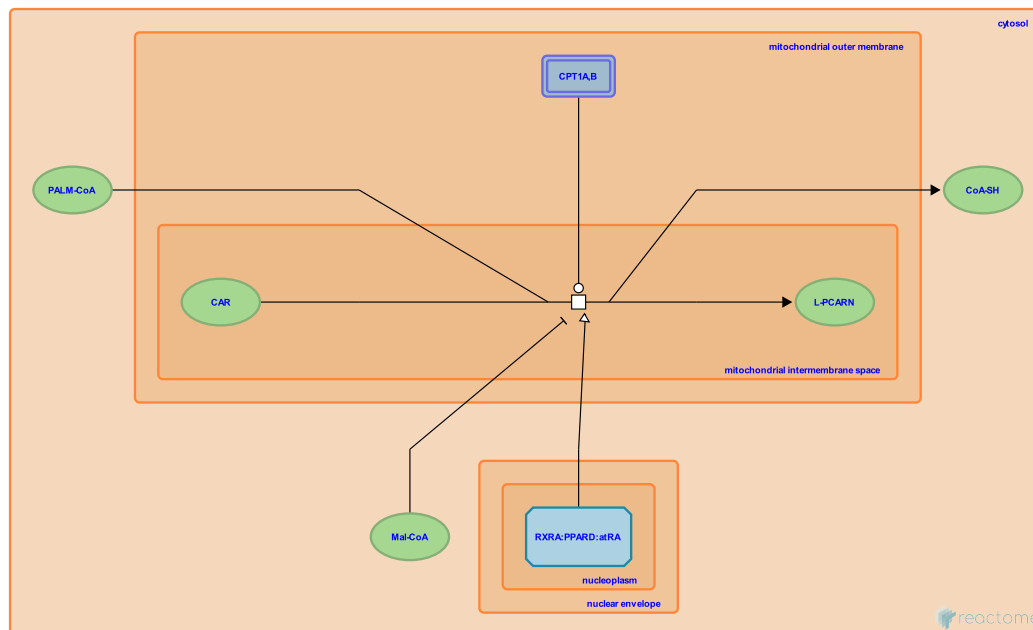 cytosol
mitochondrial outer membrane
CPT1A,B
PALM-CoA
CoA-SH
CAR
L-PCARN
mitochondrial intermembrane space
Mal-CoA
RXRA:PPARD:atRA
nucleoplasm
nuclear envelope
reactome